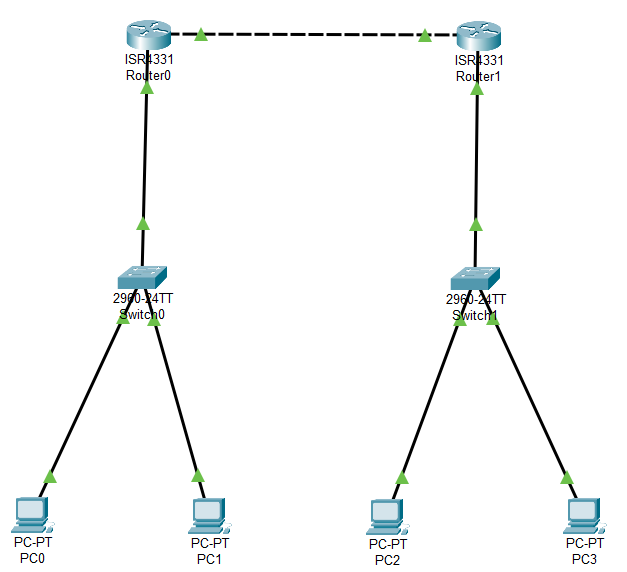 ISR4331
Router0
ISR4331
Router1
2960-24TT
Switch0
2960-24TT
Switch1
PC-PT
PC0
PC-PT
PC1
PC-PT
PC2
PC-PT
PC3